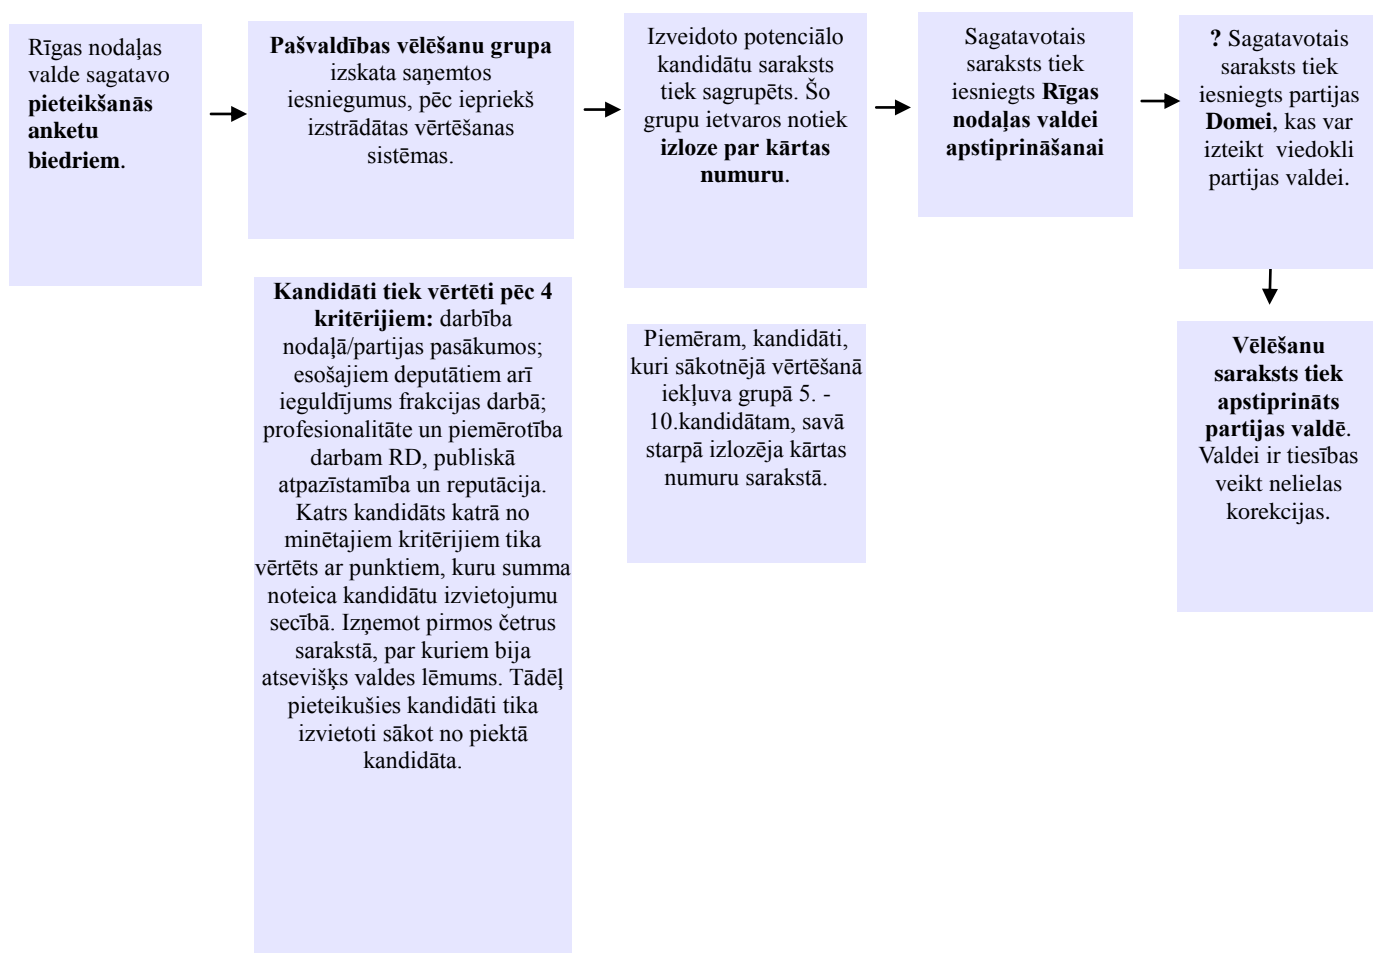 Rīgas nodaļas
valde sagatavo
pieteikšanās
anketu
biedriem.
Pašvaldības vēlēšanu grupa
izskata saņemtos
iesniegumus, pēc iepriekš
izstrādātas vērtēšanas
sistēmas.
Izveidoto potenciālo
kandidātu saraksts
tiek sagrupēts. Šo
grupu ietvaros notiek
izloze par kārtas
numuru.
Sagatavotais
saraksts tiek
iesniegts Rīgas
nodaļas valdei
apstiprināšanai
? Sagatavotais
saraksts tiek
iesniegts partijas
Domei, kas var
izteikt viedokli
partijas valdei.
Kandidāti tiek vērtēti pēc 4
kritērijiem: darbība
nodaļā/partijas pasākumos;
esošajiem deputātiem arī
ieguldījums frakcijas darbā;
profesionalitāte un piemērotība
darbam RD, publiskā
atpazīstamība un reputācija.
Katrs kandidāts katrā no
minētajiem kritērijiem tika
vērtēts ar punktiem, kuru summa
noteica kandidātu izvietojumu
secībā. Izņemot pirmos četrus
sarakstā, par kuriem bija
atsevišķs valdes lēmums. Tādēļ
pieteikušies kandidāti tika
izvietoti sākot no piektā
kandidāta.
Piemēram, kandidāti,
kuri sākotnējā vērtēšanā
iekļuva grupā 5. -
10.kandidātam, savā
starpā izlozēja kārtas
numuru sarakstā.
Vēlēšanu
saraksts tiek
apstiprināts
partijas valdē.
Valdei ir tiesības
veikt nelielas
korekcijas.